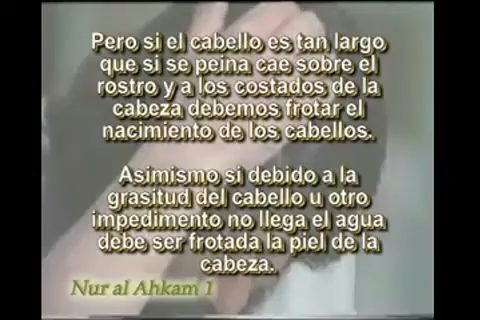 Pero si el cabello es tan largo
que si se peina cae sobre el
rostro y a los costados de la
cabeza debemos frotar el
nacimiento de los cabellos.
Asimismo si debido a la
grasitud del cabello u otro
impedimento no llega el agua
debe ser frotada la piel de la
cabeza.
Nur al Ahkam 1